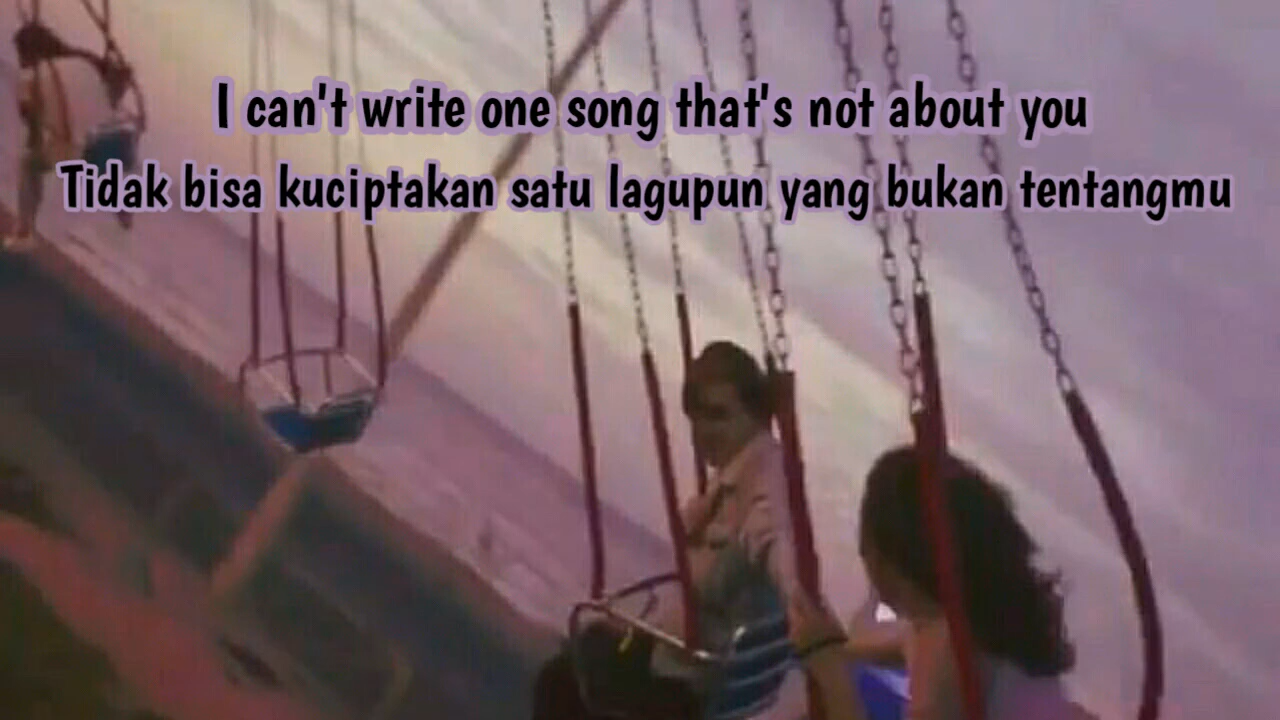 I can't write one song that's not about you
Tidak bisa kuciptakan satu lagupun yang bukan tentangmu